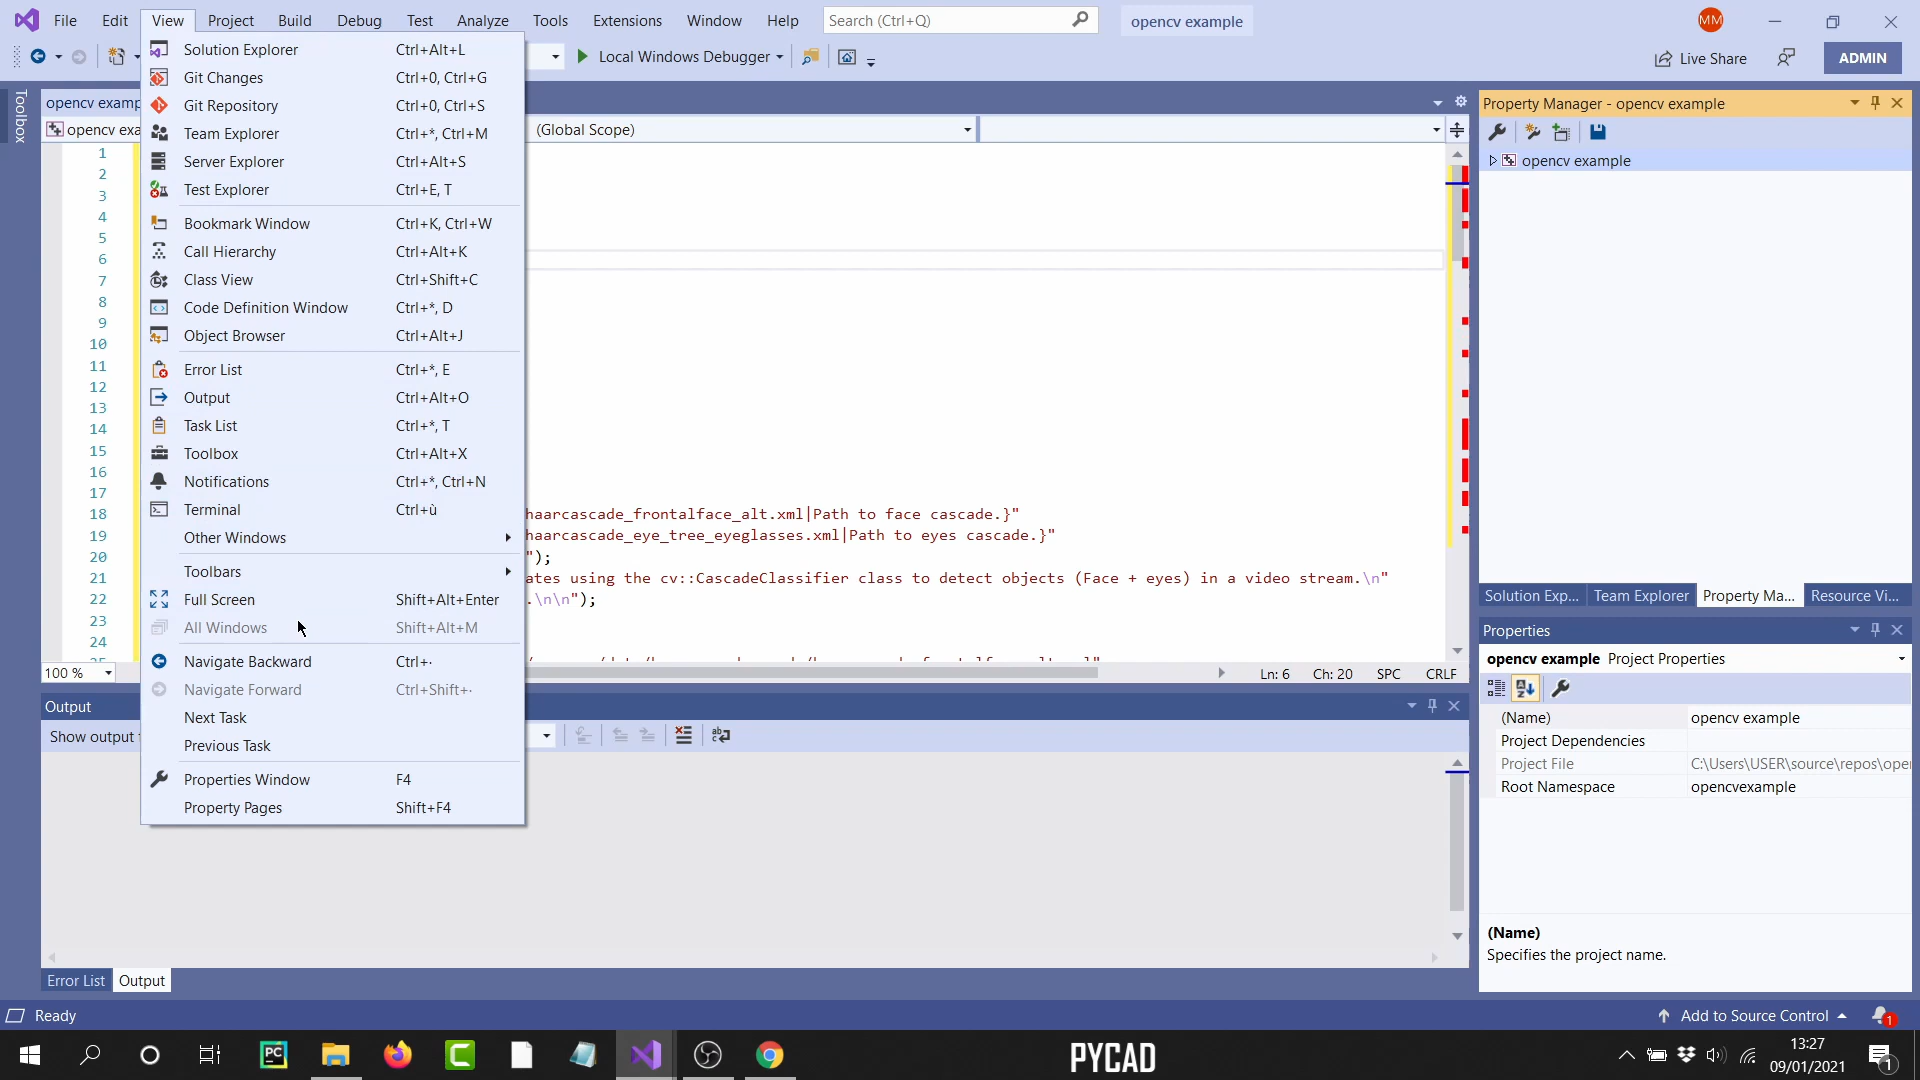 File Edit View Project Build Debug Test Analyze Tools Extensions Window Help Search (Ctrl+Q) opencv example MM
Local Windows Debugger Live Share ADMIN
Toolbox
Solution Explorer Ctrl+Alt+L
Git Changes Ctrl+0, Ctrl+G
Git Repository Ctrl+0, Ctrl+S
Team Explorer Ctrl+*, Ctrl+M
Server Explorer Ctrl+Alt+S
Test Explorer Ctrl+E, T
Bookmark Window Ctrl+K, Ctrl+W
Call Hierarchy Ctrl+Alt+K
Class View Ctrl+Shift+C
Code Definition Window Ctrl+*, D
Object Browser Ctrl+Alt+J
Error List Ctrl+*, E
Output Ctrl+Alt+O
Task List Ctrl+*, T
Toolbox Ctrl+Alt+X
Notifications Ctrl+*, Ctrl+N
Terminal Ctrl+ù
Other Windows
Toolbars
Full Screen Shift+Alt+Enter
All Windows Shift+Alt+M
Navigate Backward Ctrl+·
Navigate Forward Ctrl+Shift+·
Next Task
Previous Task
Properties Window F4
Property Pages Shift+F4
opencv examp
opencv exa (Global Scope)
1
2
3
4
5
6
7
8
9
10
11
12
13
14
15
16
17
18 haarcascade_frontalface_alt.xml|Path to face cascade.}"
19 haarcascade_eye_tree_eyeglasses.xml|Path to eyes cascade.}"
20 ");
21 ates using the cv::CascadeClassifier class to detect objects (Face + eyes) in a video stream.\n"
22 .\n\n");
23
24
100 % Ln: 6 Ch: 20 SPC CRLF
Output
Show output
Error List Output
Property Manager - opencv example
opencv example
Solution Exp... Team Explorer Property Ma... Resource Vi...
Properties
opencv example Project Properties
(Name) opencv example
Project Dependencies
Project File C:\Users\USER\source\repos\ope
Root Namespace opencvexample
(Name)
Specifies the project name.
Ready Add to Source Control 1
PC C PYCAD 13:27
09/01/2021 1